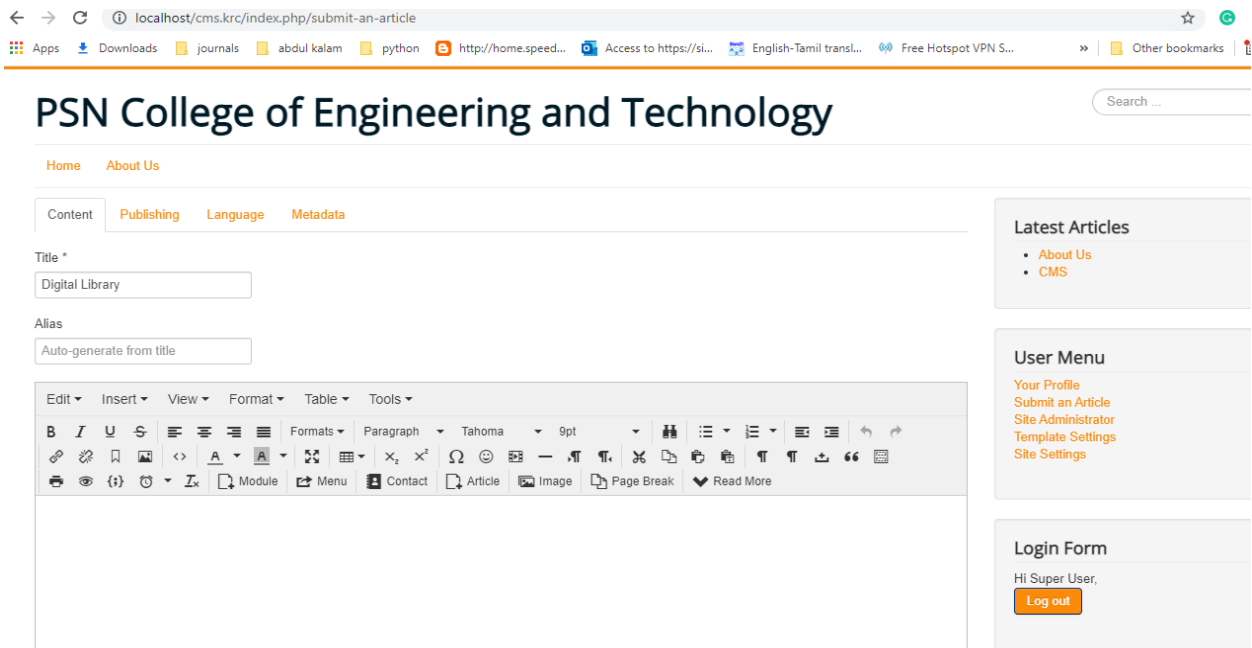 localhost/cms.krc/index.php/submit-an-article
Apps Downloads journals abdul kalam python http://home.speed... Access to https://si... English-Tamil transl... Free Hotspot VPN S... » Other bookmarks
PSN College of Engineering and Technology
Search ...
Home About Us
Content Publishing Language Metadata
Title *
Digital Library
Alias
Auto-generate from title
Edit Insert View Format Table Tools
B I U S Formats Paragraph Tahoma 9pt
A A X₂ X² Ω
Module Menu Contact Article Image Page Break Read More
Latest Articles
About Us
CMS
User Menu
Your Profile
Submit an Article
Site Administrator
Template Settings
Site Settings
Login Form
Hi Super User,
Log out